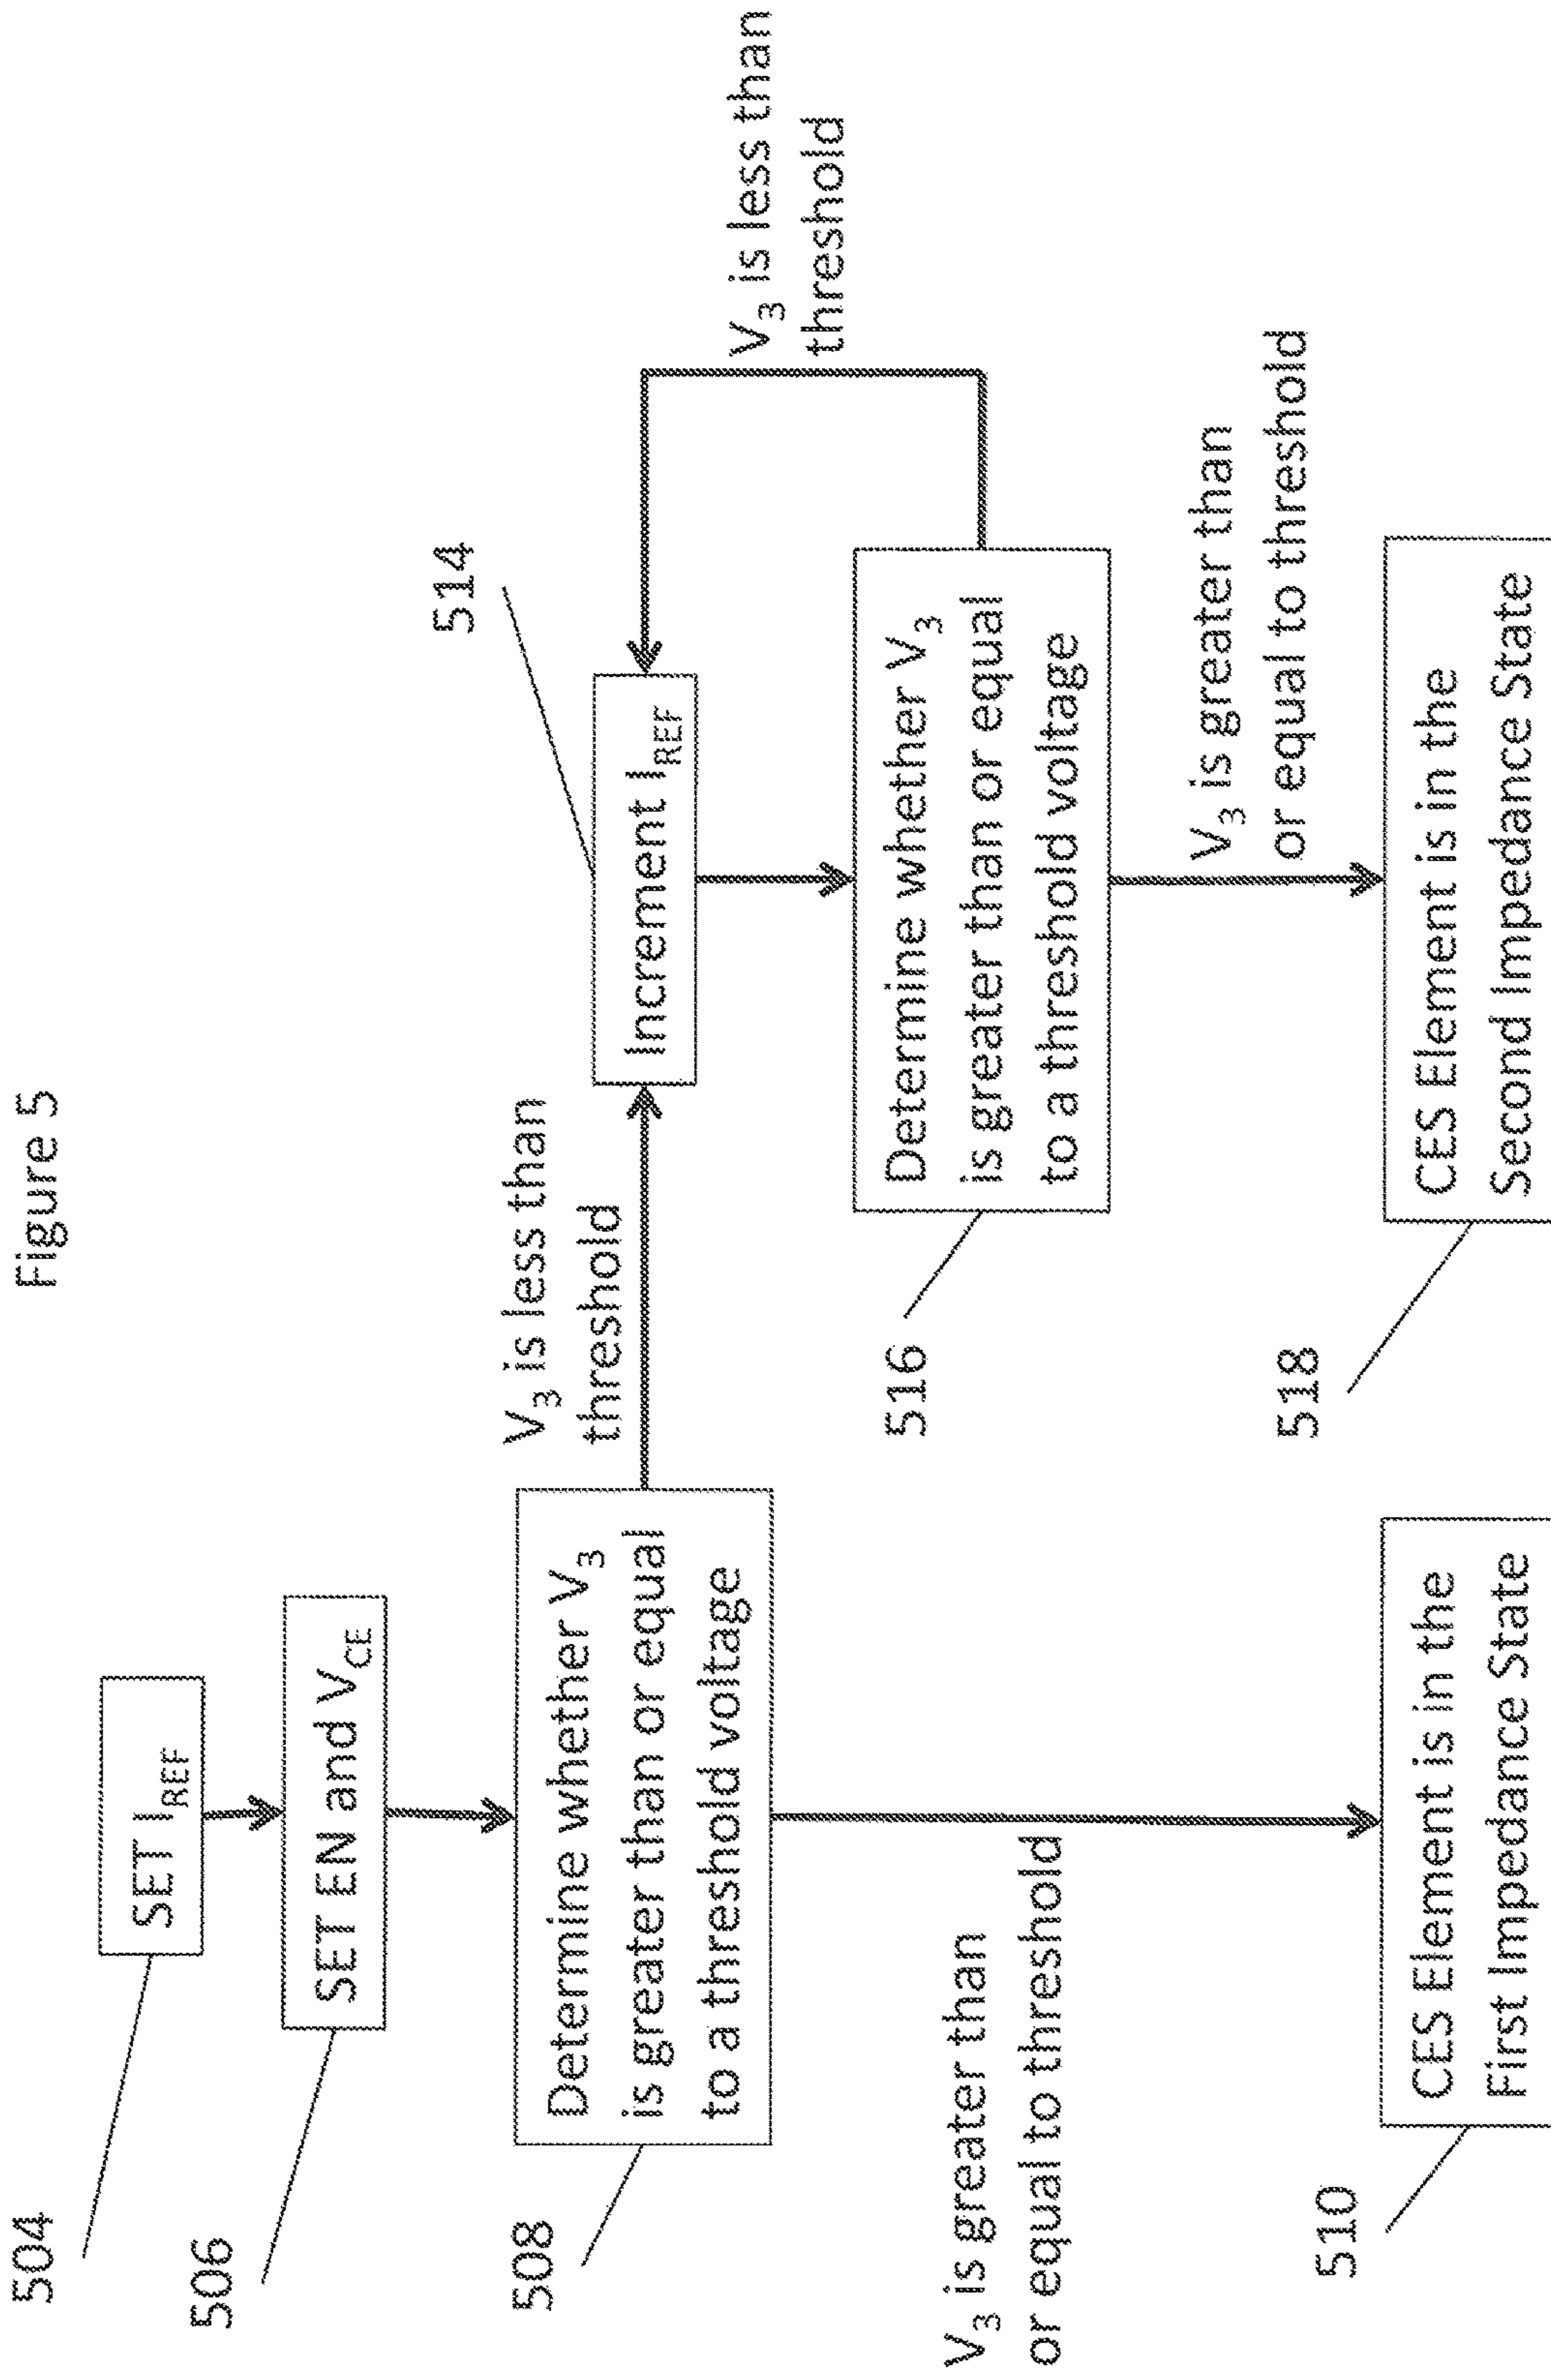 Figure 5
504
SET I_REF
506
SET EN and V_CE
508
Determine whether V_3
is greater than or equal
to a threshold voltage
V_3 is less than
threshold
514
Increment I_REF
V_3 is less than
threshold
516
Determine whether V_3
is greater than or equal
to a threshold voltage
V_3 is greater than
or equal to threshold
V_3 is greater than
or equal to threshold
510
CES Element is in the
First Impedance State
518
CES Element is in the
Second Impedance State